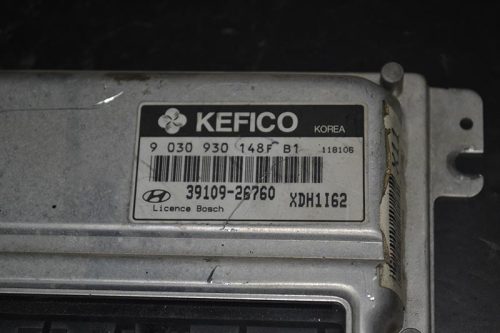 KEFICO KOREA
9 030 930 148F B1 118106
39109-26760 XDH1I62
Licence Bosch